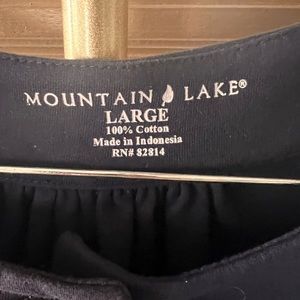 MOUNTAIN LAKE®
LARGE
100% Cotton
Made in Indonesia
RN# 82814